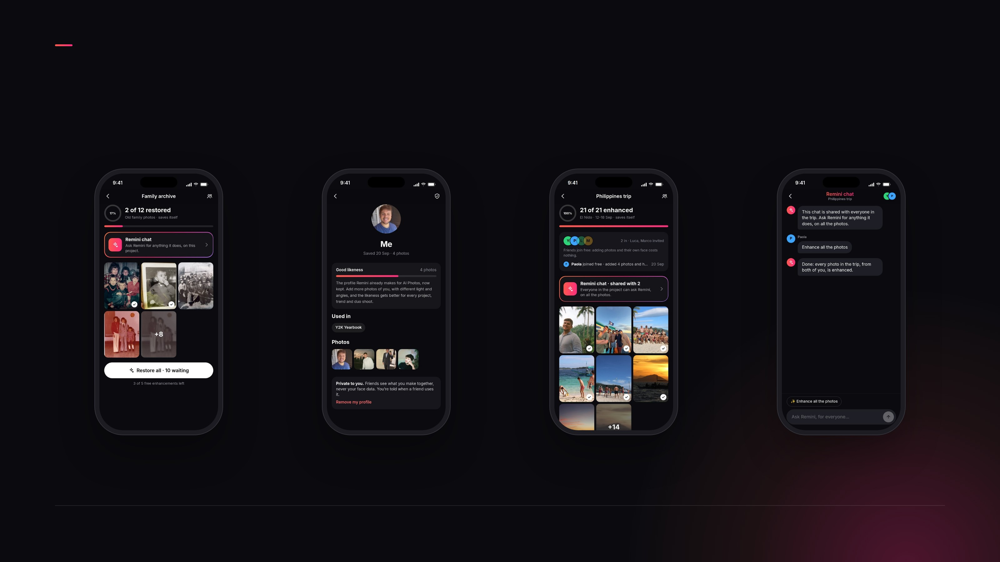 9:41
Family archive
17%
2 of 12 restored
Old family photos · saves itself
Remini chat
Ask Remini for anything it does, on this
project.
+8
Restore all · 10 waiting
3 of 5 free enhancements left
9:41
Me
Saved 20 Sep · 4 photos
Good likeness
4 photos
The profile Remini already makes for AI Photos, now
kept. Add more photos of you, with different light and
angles, and the likeness gets better for every project,
trend and duo shoot.
Used in
Y2K Yearbook
Photos
Private to you. Friends see what you make together,
never your face data. You're told when a friend uses
it.
Remove my profile
9:41
Philippines trip
100%
21 of 21 enhanced
El Nido · 12–18 Sep · saves itself
Y P L M
2 in · Luca, Marco invited
Friends join free: adding photos and their own face costs
nothing.
P Paola joined free · added 4 photos and h... 20 Sep
Remini chat · shared with 2
Everyone in the project can ask Remini,
on all the photos.
+14
9:41
Remini chat
Philippines trip
Y P
This chat is shared with everyone in
the trip. Ask Remini for anything it
does, on all the photos.
P
Paola
Enhance all the photos
Done: every photo in the trip, from
both of you, is enhanced.
✨ Enhance all the photos
Ask Remini, for everyone...